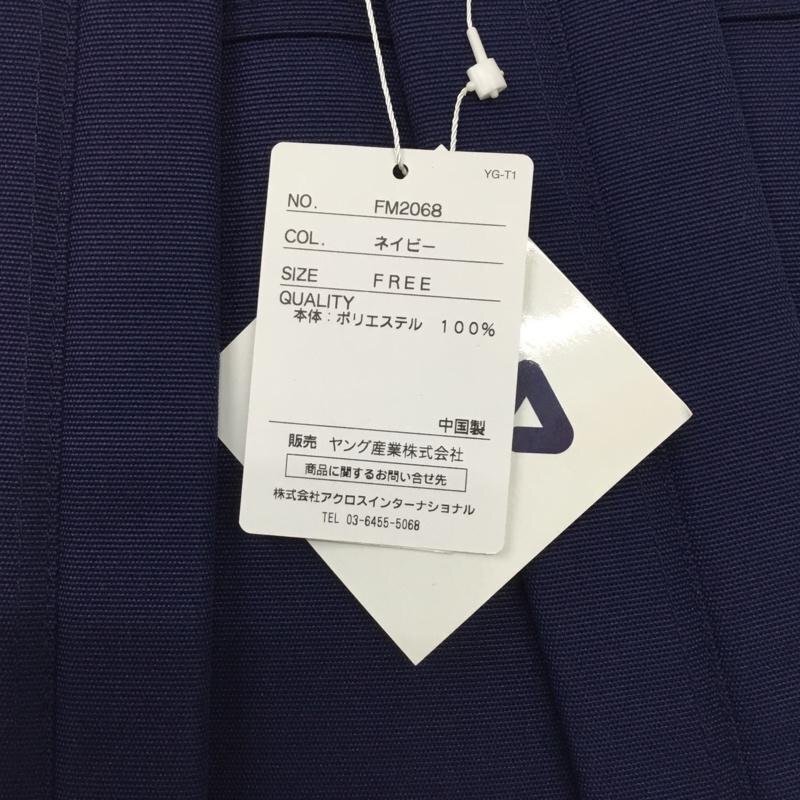 YG-T1
NO. FM2068
COL. ネイビー
SIZE FREE
QUALITY
本体：ポリエステル 100%
中国製
販売 ヤング産業株式会社
商品に関するお問い合せ先
株式会社アクロスインターナショナル
TEL 03-6455-5068